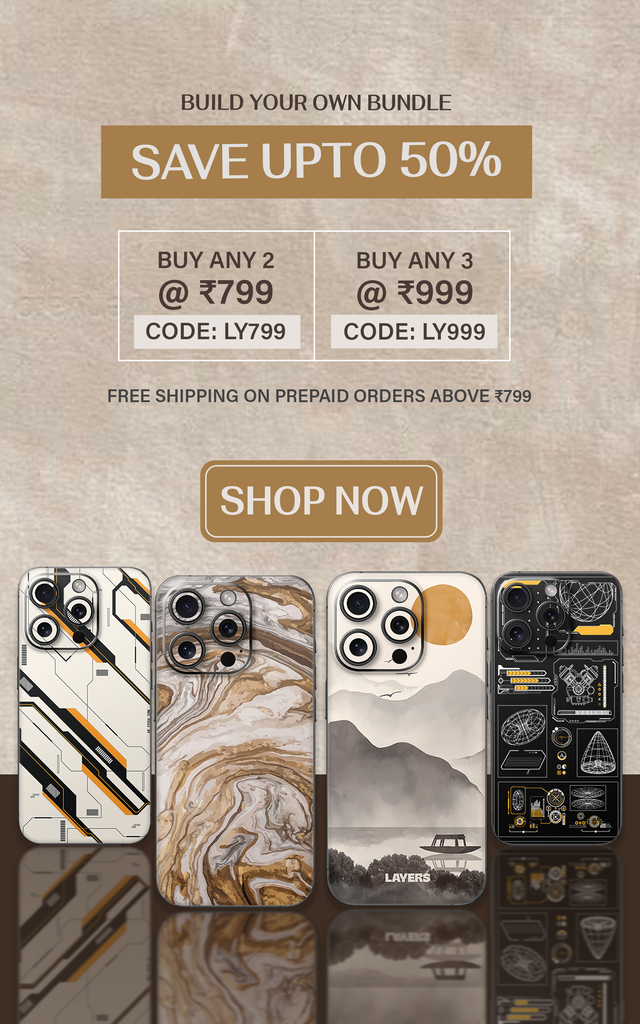 BUILD YOUR OWN BUNDLE
SAVE UPTO 50%
BUY ANY 2
@ ₹799
CODE: LY799
BUY ANY 3
@ ₹999
CODE: LY999
FREE SHIPPING ON PREPAID ORDERS ABOVE ₹799
SHOP NOW
LAYERS